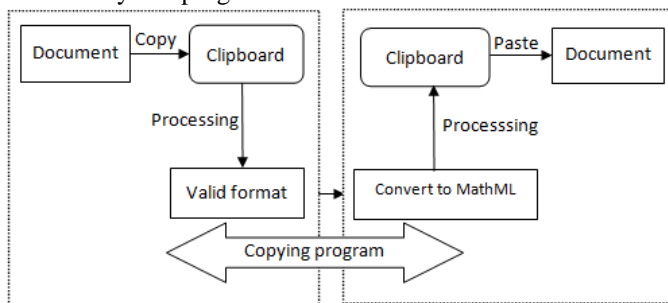 Document
Copy
Clipboard
Processing
Valid format
Clipboard
Paste
Document
Processsing
Convert to MathML
Copying program